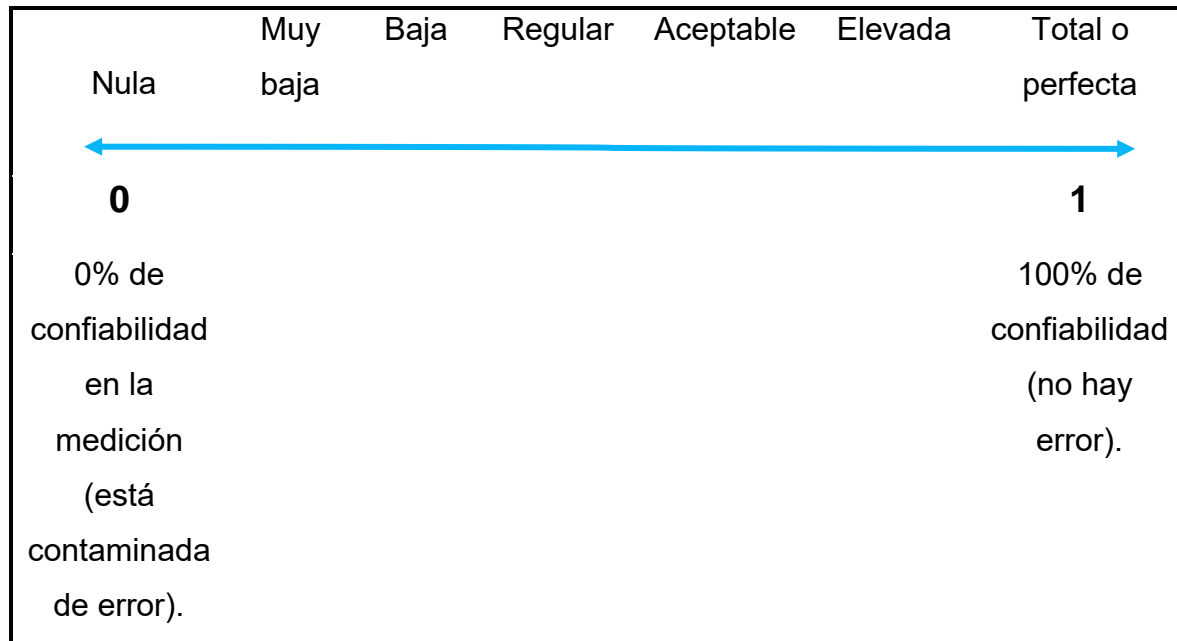 Nula
Muy
baja
Baja
Regular
Aceptable
Elevada
Total o
perfecta
0
1
0% de
confiabilidad
en la
medición
(está
contaminada
de error).
100% de
confiabilidad
(no hay
error).